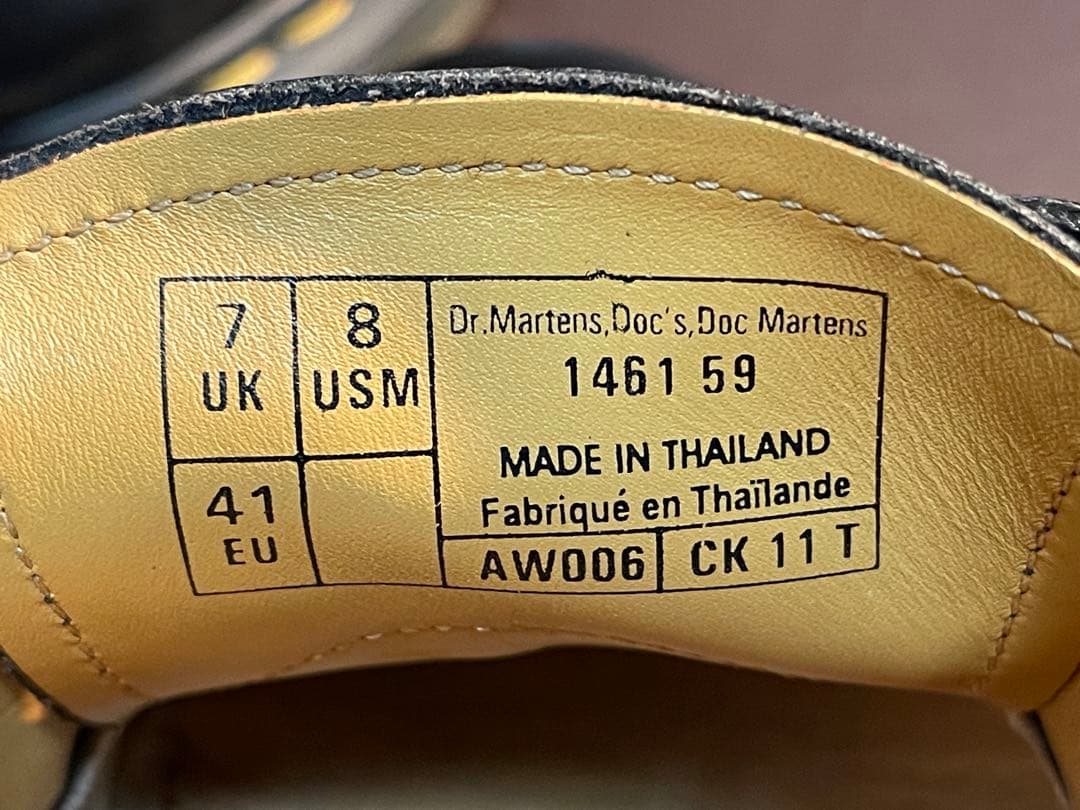 7
UK
8
USM
41
EU
Dr.Martens,Doc's,Doc Martens
1461 59
MADE IN THAILAND
Fabriqué en Thaïlande
AW006
CK 11 T